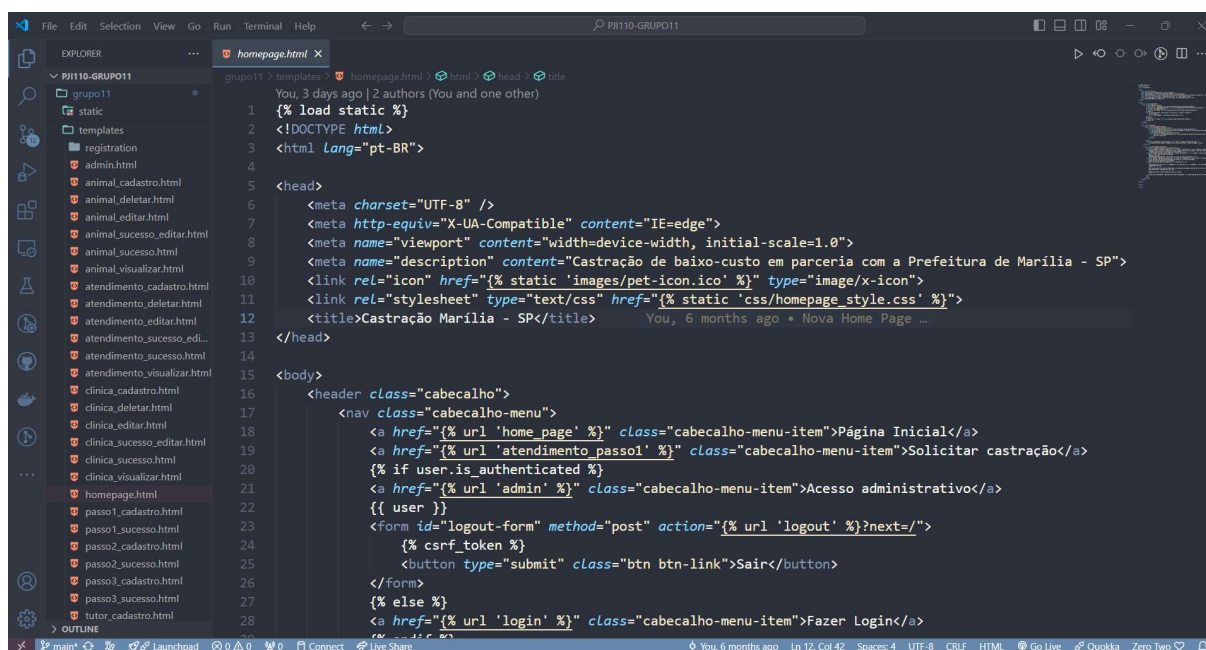 File Edit Selection View Go Run Terminal Help
PJI110-GRUPO11
EXPLORER
homepage.html
PJI110-GRUPO11
grupo11
static
templates
registration
admin.html
animal_cadastro.html
animal_deletar.html
animal_editar.html
animal_sucesso_editar.html
animal_sucesso.html
animal_visualizar.html
atendimento_cadastro.html
atendimento_deletar.html
atendimento_editar.html
atendimento_sucesso_edi...
atendimento_sucesso.html
atendimento_visualizar.html
clinica_cadastro.html
clinica_deletar.html
clinica_editar.html
clinica_sucesso_editar.html
clinica_sucesso.html
clinica_visualizar.html
homepage.html
passo1_cadastro.html
passo1_sucesso.html
passo2_cadastro.html
passo2_sucesso.html
passo3_cadastro.html
passo3_sucesso.html
tutor_cadastro.html
OUTLINE
grupo11 > templates > homepage.html > html > head > title
You, 3 days ago | 2 authors (You and one other)
1 {% load static %}
2 <!DOCTYPE html>
3 <html lang="pt-BR">
4
5 <head>
6 <meta charset="UTF-8" />
7 <meta http-equiv="X-UA-Compatible" content="IE=edge">
8 <meta name="viewport" content="width=device-width, initial-scale=1.0">
9 <meta name="description" content="Castração de baixo-custo em parceria com a Prefeitura de Marília - SP">
10 <link rel="icon" href="{% static 'images/pet-icon.ico' %}" type="image/x-icon">
11 <link rel="stylesheet" type="text/css" href="{% static 'css/homepage_style.css' %}">
12 <title>Castração Marília - SP</title> You, 6 months ago • Nova Home Page …
13 </head>
14
15 <body>
16 <header class="cabecalho">
17 <nav class="cabecalho-menu">
18 <a href="{% url 'home_page' %}" class="cabecalho-menu-item">Página Inicial</a>
19 <a href="{% url 'atendimento_passo1' %}" class="cabecalho-menu-item">Solicitar castração</a>
20 {% if user.is_authenticated %}
21 <a href="{% url 'admin' %}" class="cabecalho-menu-item">Acesso administrativo</a>
22 {{ user }}
23 <form id="logout-form" method="post" action="{% url 'logout' %}?next=/">
24 {% csrf_token %}
25 <button type="submit" class="btn btn-link">Sair</button>
26 </form>
27 {% else %}
28 <a href="{% url 'login' %}" class="cabecalho-menu-item">Fazer Login</a>
29 {% endif %}
main* Launchpad 0 0 0 0 Connect Live Share You, 6 months ago Ln 12, Col 42 Spaces: 4 UTF-8 CRLF HTML Go Live Quokka Zero Two